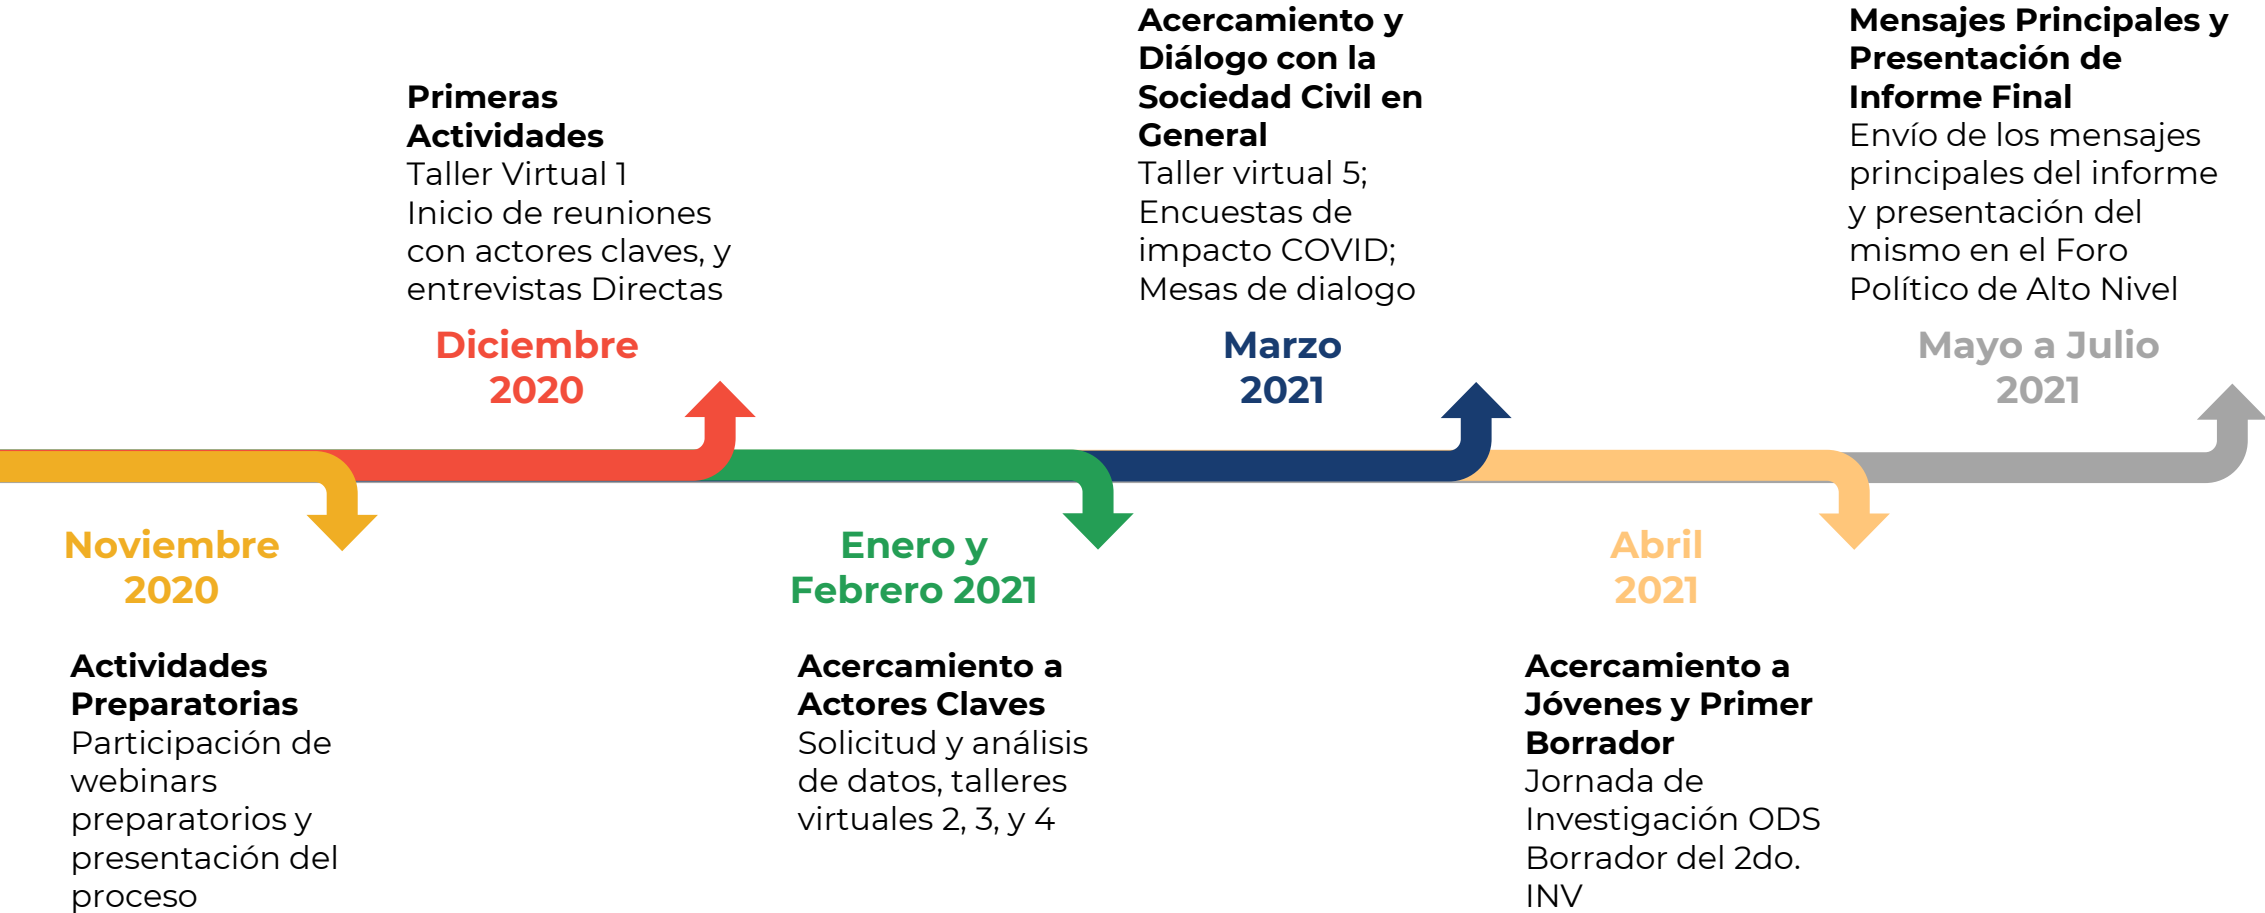 Noviembre
2020
Actividades
Preparatorias
Participación de
webinars
preparatorios y
presentación del
proceso
Primeras
Actividades
Taller Virtual 1
Inicio de reuniones
con actores claves, y
entrevistas Directas
Diciembre
2020
Enero y
Febrero 2021
Acercamiento a
Actores Claves
Solicitud y análisis
de datos, talleres
virtuales 2, 3, y 4
Acercamiento y
Diálogo con la
Sociedad Civil en
General
Taller virtual 5;
Encuestas de
impacto COVID;
Mesas de dialogo
Marzo
2021
Abril
2021
Acercamiento a
Jóvenes y Primer
Borrador
Jornada de
Investigación ODS
Borrador del 2do.
INV
Mensajes Principales y
Presentación de
Informe Final
Envío de los mensajes
principales del informe
y presentación del
mismo en el Foro
Político de Alto Nivel
Mayo a Julio
2021